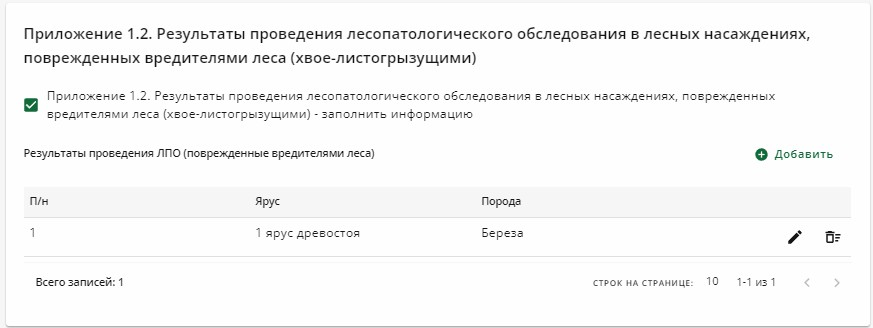 Приложение 1.2. Результаты проведения лесопатологического обследования в лесных насаждениях,
поврежденных вредителями леса (хвое-листогрызущими)
Приложение 1.2. Результаты проведения лесопатологического обследования в лесных насаждениях, поврежденных
вредителями леса (хвое-листогрызущими) - заполнить информацию
Результаты проведения ЛПО (поврежденные вредителями леса)
Добавить
П/н Ярус Порода
1 1 ярус древостоя Береза
Всего записей: 1 СТРОК НА СТРАНИЦЕ: 10 1-1 из 1